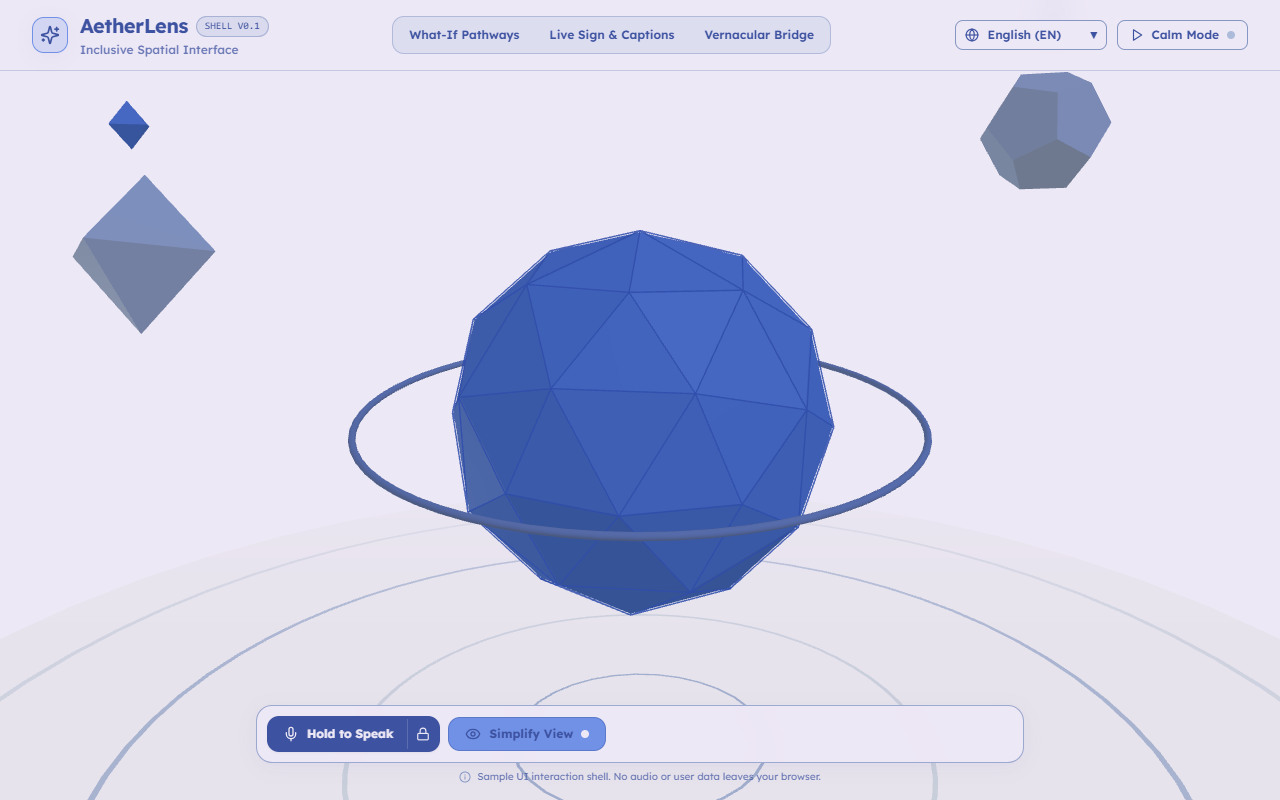 AetherLens
SHELL V0.1
Inclusive Spatial Interface
What-If Pathways
Live Sign & Captions
Vernacular Bridge
English (EN)
Calm Mode
Hold to Speak
Simplify View
Sample UI interaction shell. No audio or user data leaves your browser.